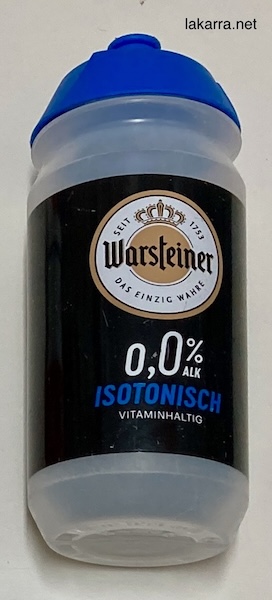 lakarra.net
SEIT 1753
Warsteiner
DAS EINZIG WAHRE
0,0%
ALK
ISOTONISCH
VITAMINHALTIG